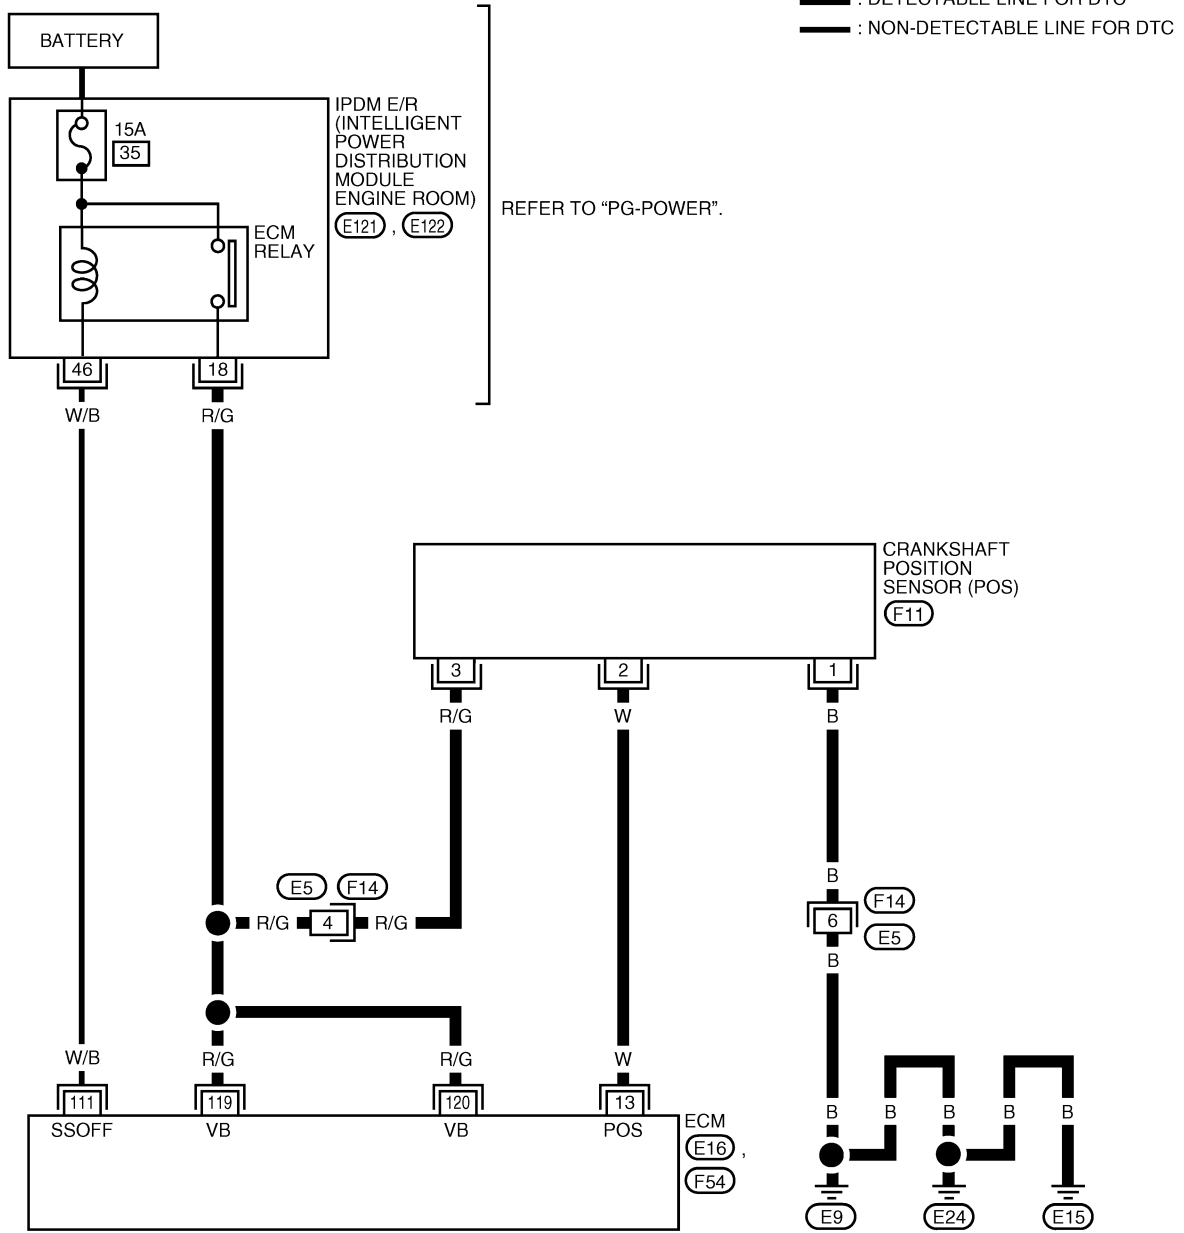 : DETECTABLE LINE FOR DTC
: NON-DETECTABLE LINE FOR DTC
BATTERY
15A
35
IPDM E/R
(INTELLIGENT
POWER
DISTRIBUTION
MODULE
ENGINE ROOM)
E121 , E122
REFER TO “PG-POWER”.
ECM
RELAY
46
18
W/B
R/G
CRANKSHAFT
POSITION
SENSOR (POS)
F11
3
2
1
R/G
W
B
B
E5
F14
R/G
4
R/G
F14
6
E5
B
W/B
R/G
R/G
W
111
119
120
13
SSOFF
VB
VB
POS
ECM
E16 ,
F54
B
B
B
B
B
E9
E24
E15